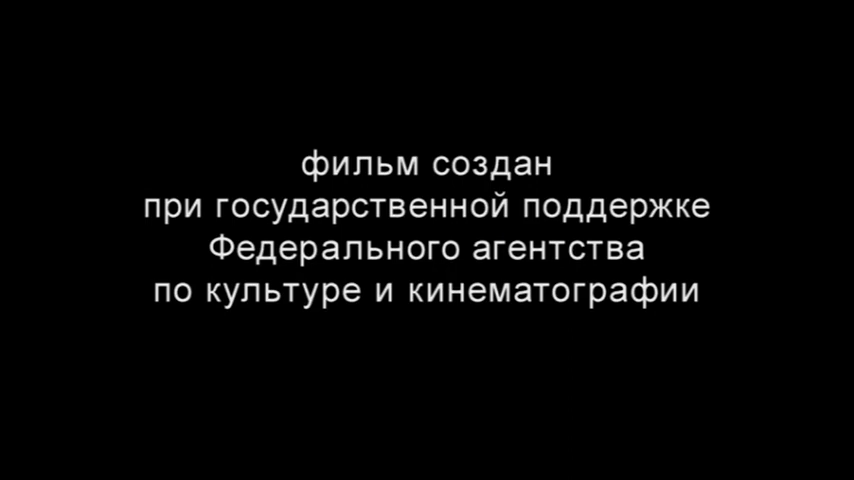 фильм создан
при государственной поддержке
Федерального агентства
по культуре и кинематографии